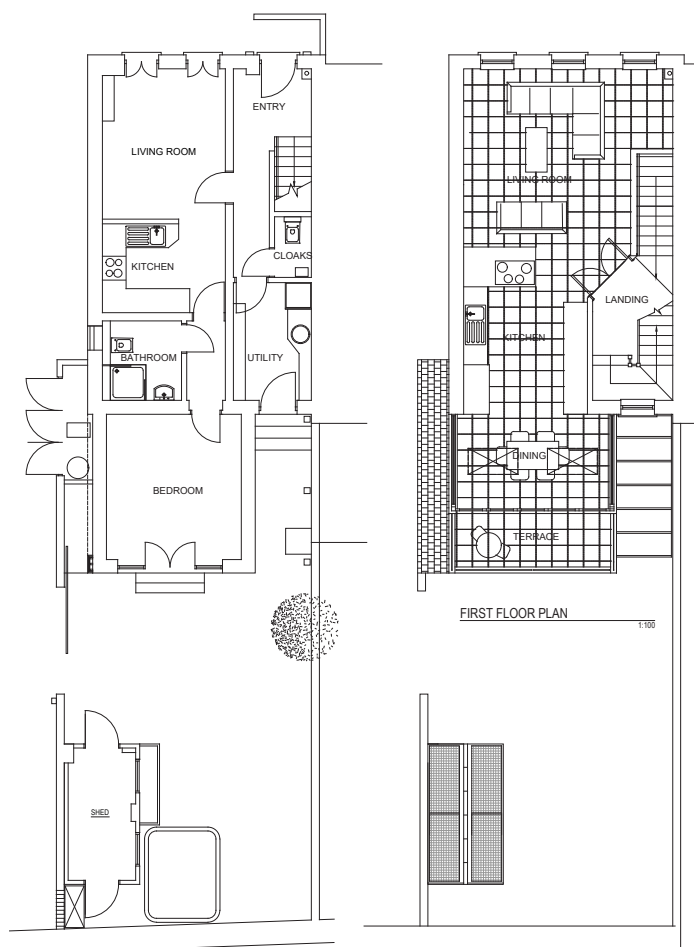 ENTRY
LIVING ROOM
CLOAKS
KITCHEN
BATHROOM
UTILITY
BEDROOM
SHED
LIVING ROOM
LANDING
KITCHEN
DINING
TERRACE
FIRST FLOOR PLAN
1:100